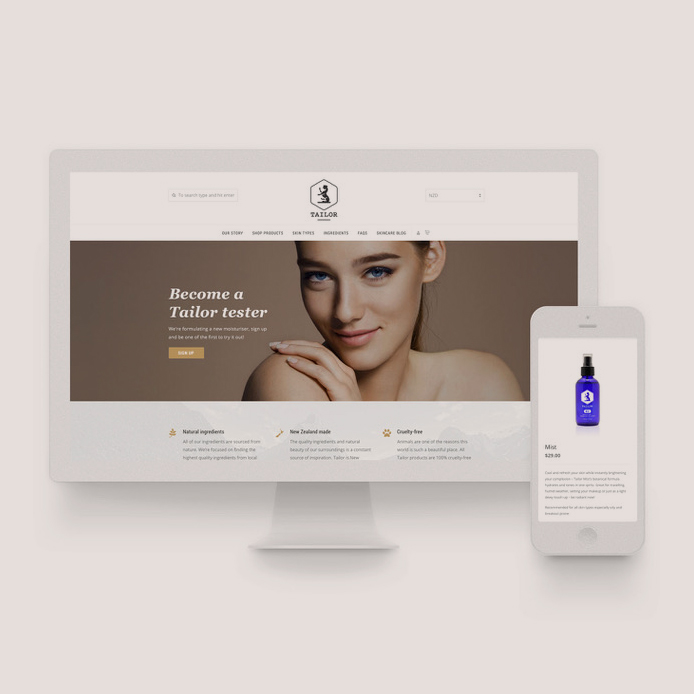 To search type and hit enter
TAILOR
NZD
OUR STORY SHOP PRODUCTS SKIN TYPES INGREDIENTS FAQS SKINCARE BLOG
Become a
Tailor tester
We're formulating a new moisturiser, sign up
and be one of the first to try it out!
SIGN UP
Natural ingredients
All of our ingredients are sourced from
nature. We're focused on finding the
highest quality ingredients from local
New Zealand made
The quality ingredients and natural
beauty of our surroundings is a constant
source of inspiration. Tailor is New
Cruelty-free
Animals are one of the reasons this
world is such a beautiful place. All
Tailor products are 100% cruelty-free
TAILOR
Mist
$29.00